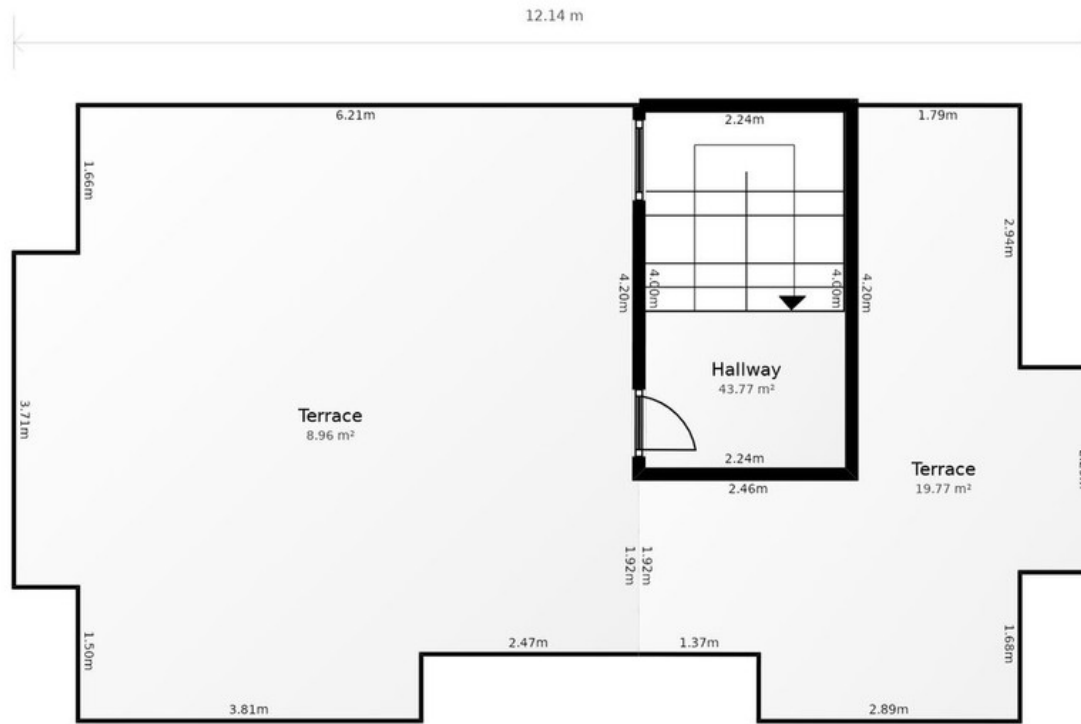 12.14 m
6.21m
2.24m
1.79m
1.66m
2.94m
4.20m
4.00m
4.00m
4.20m
Hallway
43.77 m²
3.71m
Terrace
8.96 m²
2.24m
2.46m
Terrace
19.77 m²
1.92m
1.92m
1.50m
2.47m
1.37m
1.68m
3.81m
2.89m